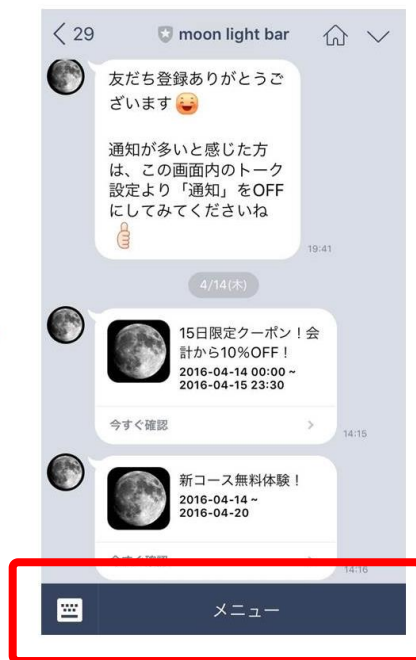 29
moon light bar
友だち登録ありがとうご
ざいます
通知が多いと感じた方
は、この画面内のトーク
設定より「通知」をOFF
にしてみてくださいね
19:41
4/14(木)
15日限定クーポン！会
計から10%OFF！
2016-04-14 00:00 ~
2016-04-15 23:30
今すぐ確認
14:15
新コース無料体験！
2016-04-14 ~
2016-04-20
今すぐ確認
14:16
メニュー